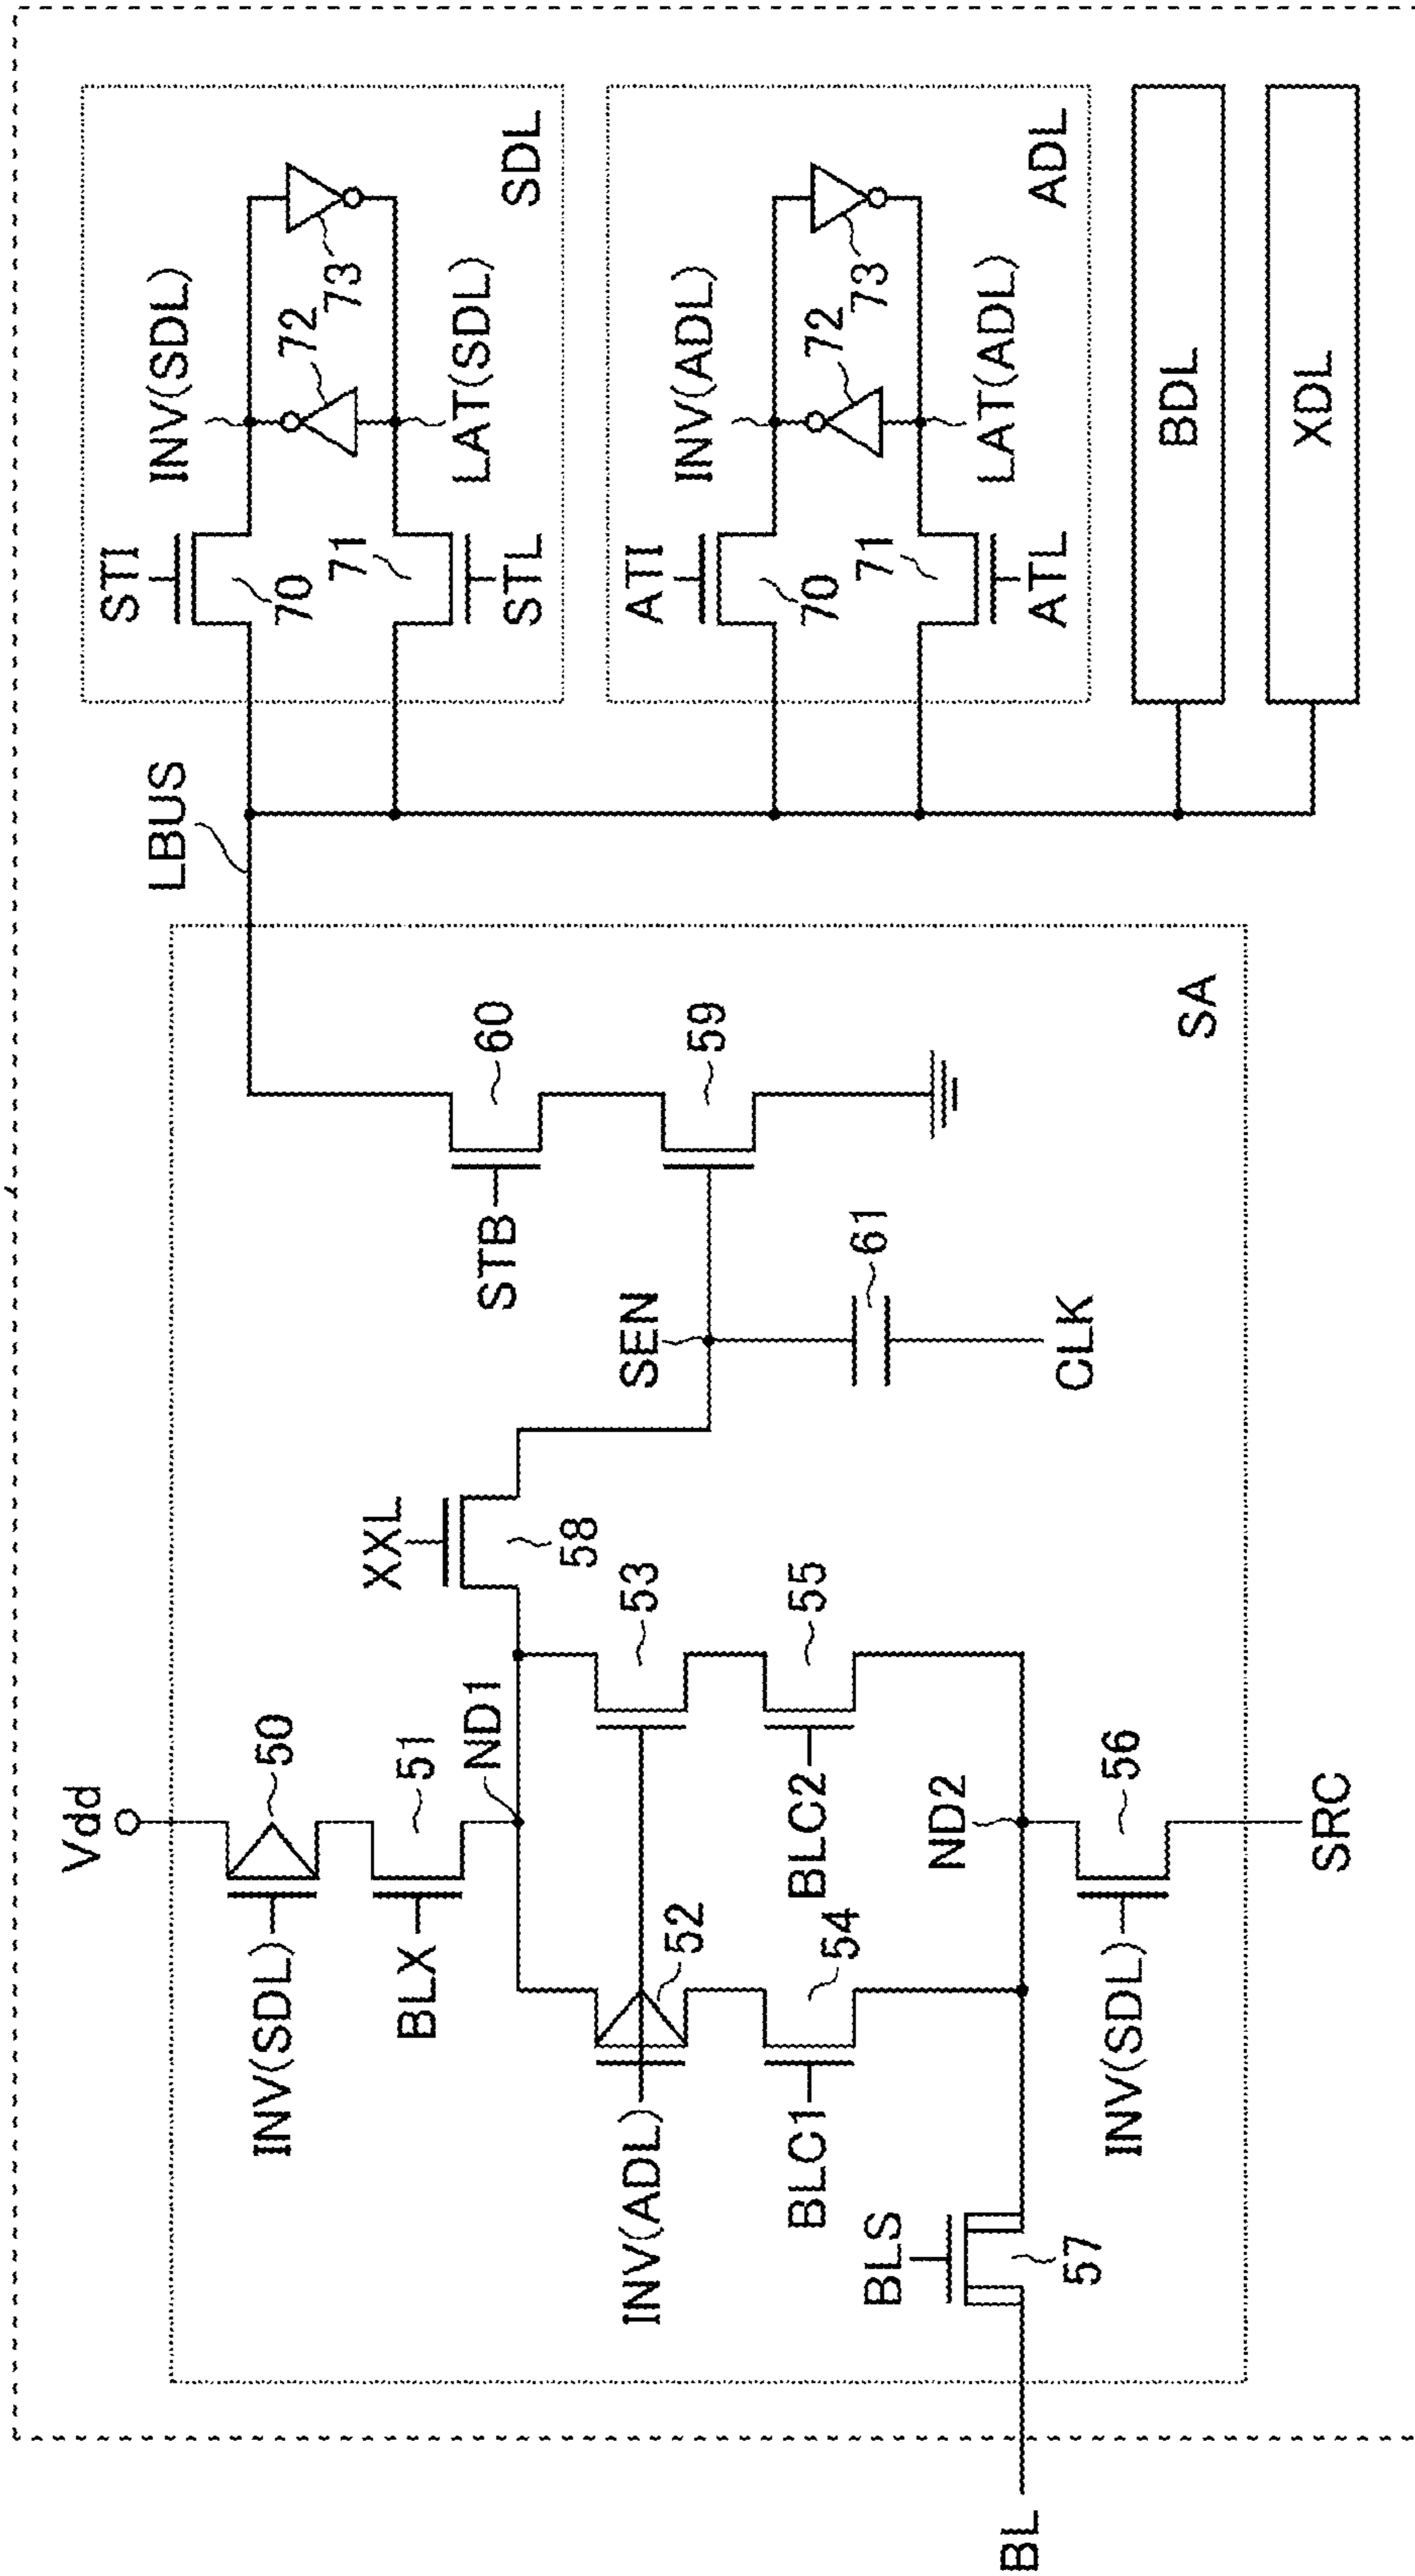 Vdd
INV(SDL)
50
BLX
51
ND1
XXL
58
INV(ADL)
52
53
BLC1
54
BLC2
55
BLS
57
ND2
BL
INV(SDL)
56
SRC
SEN
61
CLK
STB
60
59
SA
LBUS
STI
70
INV(SDL)
72
73
71
STL
LAT(SDL)
SDL
ATI
70
INV(ADL)
72
73
71
ATL
LAT(ADL)
ADL
BDL
XDL